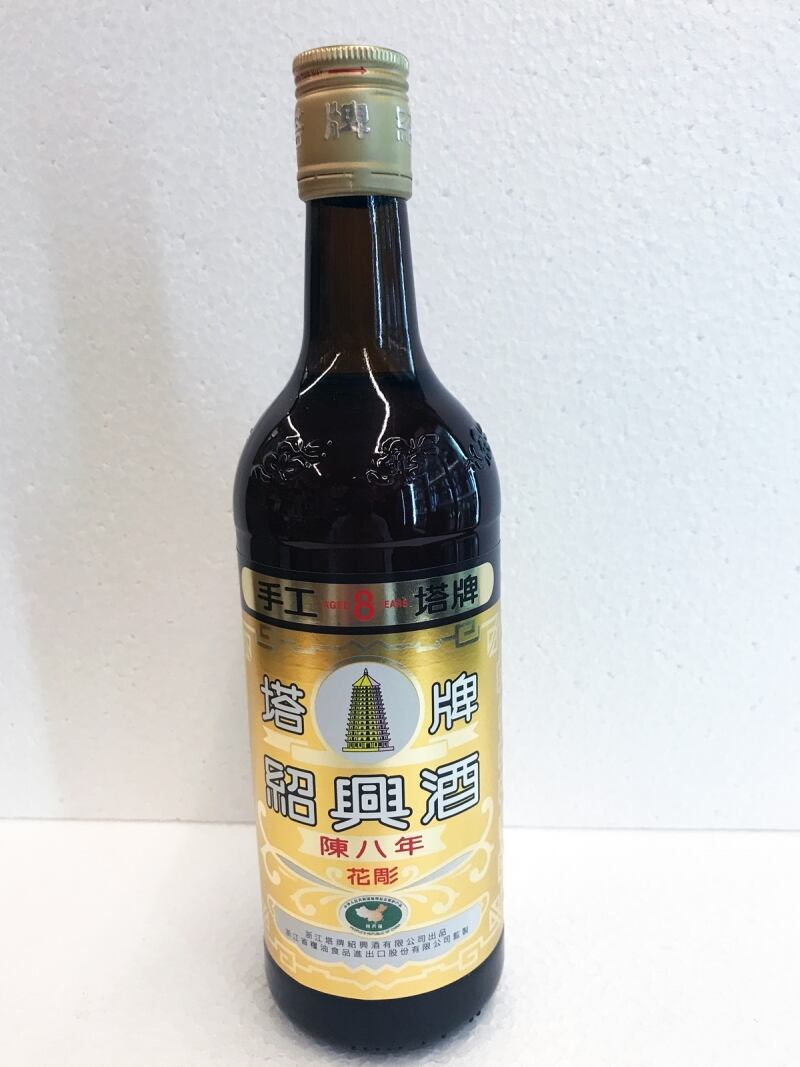 塔 牌 紹
手工 AGED 8 YEARS 塔牌
塔 牌
紹興酒
陳八年
花彫
浙江塔牌紹興酒有限公司出品
浙江省糧油食品進出口股份有限公司監製